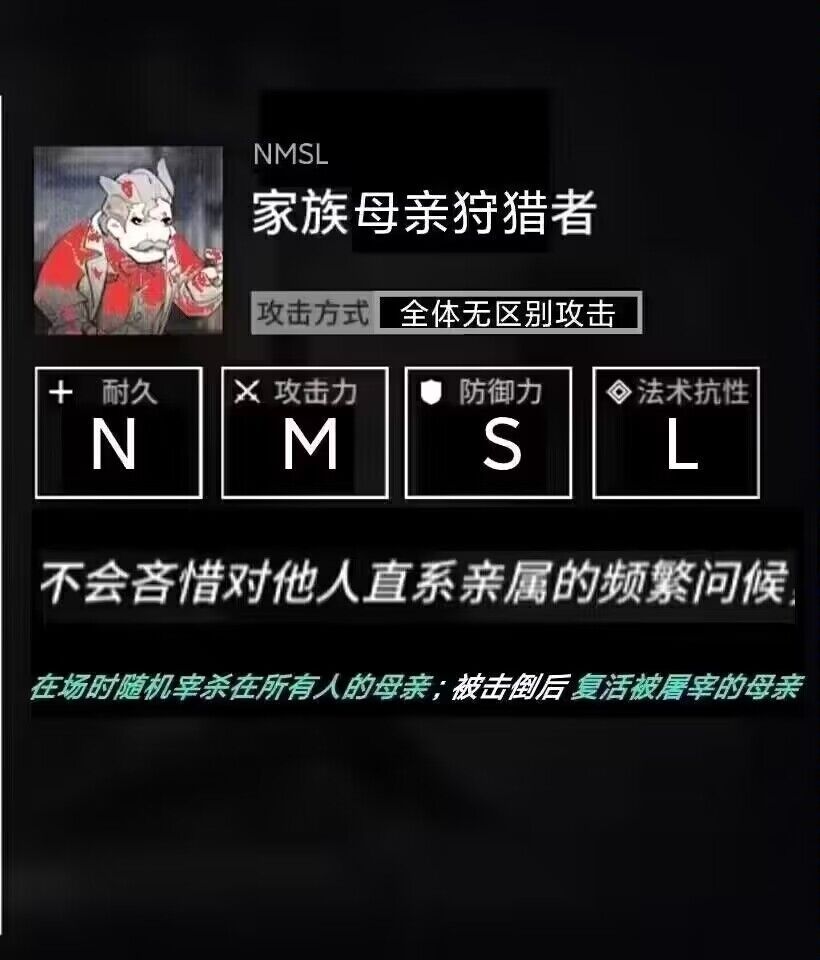 NMSL
家族母亲狩猎者
攻击方式 全体无区别攻击
耐久 攻击力 防御力 法术抗性
N M S L
不会吝惜对他人直系亲属的频繁问候，
在场时随机宰杀在所有人的母亲；被击倒后 复活被屠宰的母亲